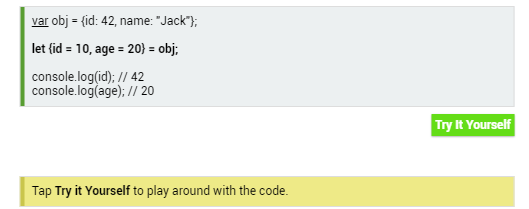 var obj = {id: 42, name: "Jack"};
let {id = 10, age = 20} = obj;
console.log(id); // 42
console.log(age); // 20
Try It Yourself
Tap Try it Yourself to play around with the code.